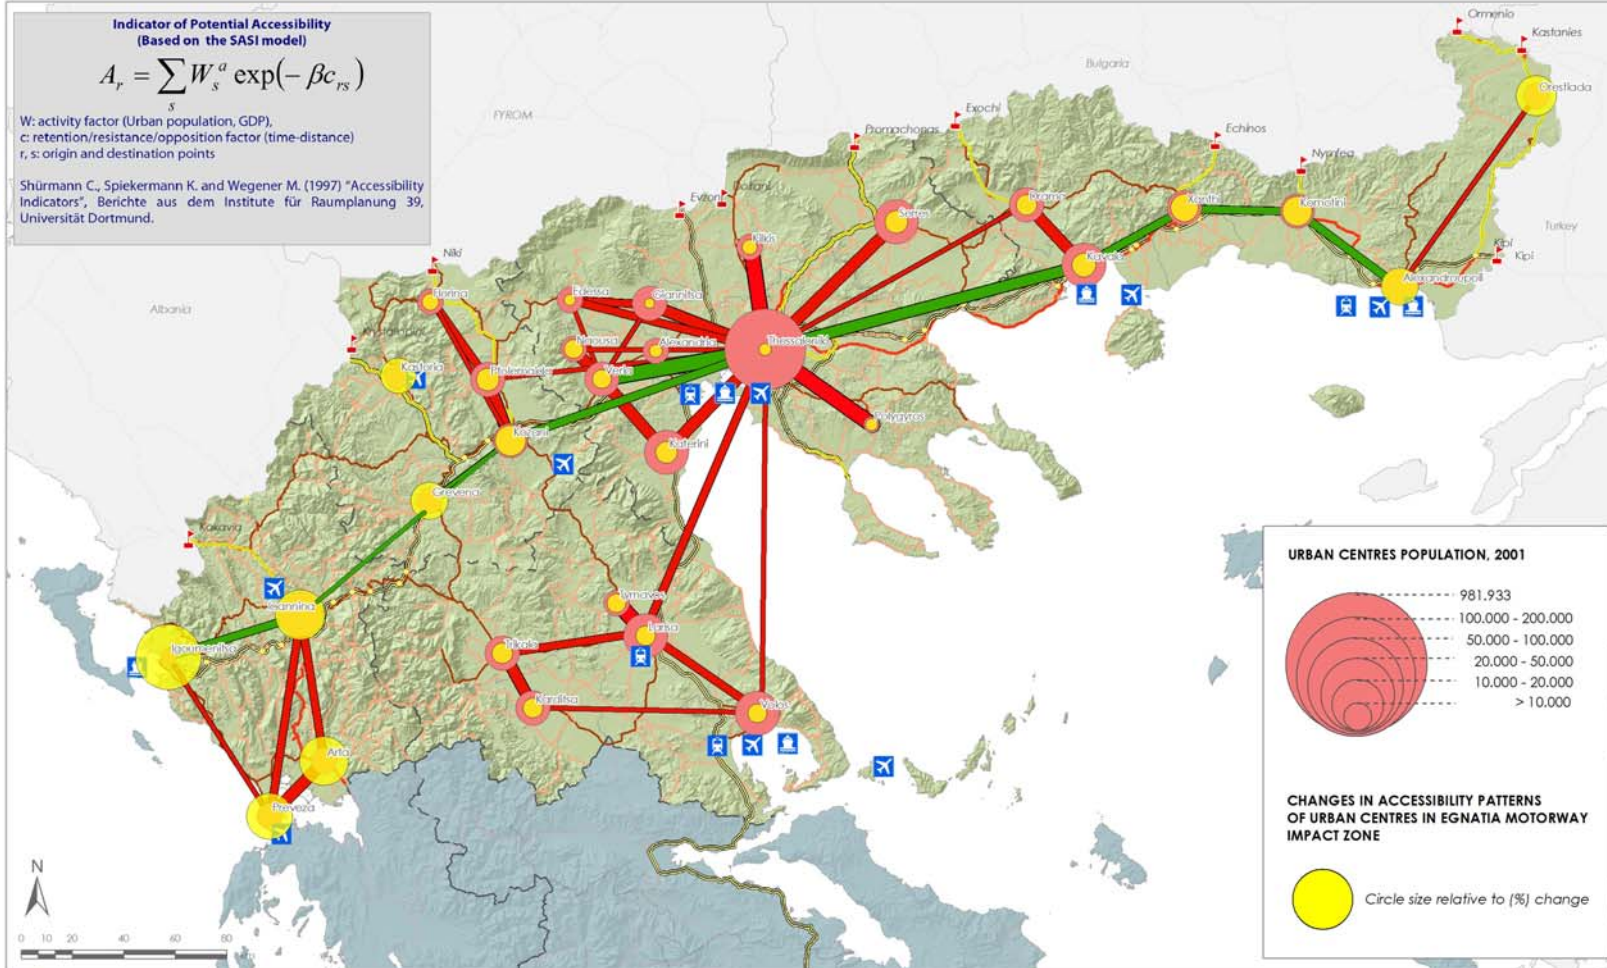 Indicator of Potential Accessibility
(Based on the SASI model)
A_r = ∑_s W_s^a exp(− βc_rs)
W: activity factor (Urban population, GDP),
c: retention/resistance/opposition factor (time-distance)
r, s: origin and destination points
Shürmann C., Spiekermann K. and Wegener M. (1997) “Accessibility
Indicators”, Berichte aus dem Institute für Raumplanung 39,
Universität Dortmund.
Ormenio
Kastanies
Bulgaria
Orestiada
FYROM
Exochi
Promachonas
Echinos
Nymfea
Evzoni
Doirani
Drama
Xanthi
Komotini
Serres
Turkey
Kilkis
Kipi
Kipi
Niki
Kavala
Alexandroupoli
Florina
Edessa
Giannitsa
Albania
Krystalopigi
Naousa
Alexandria
Thessaloniki
Kastoria
Ptolemaida
Veria
Polygyros
Kozani
Katerini
Grevena
Kakavia
Ioannina
Tyrnavos
Larisa
Igoumenitsa
Trikala
Karditsa
Volos
Arta
Preveza
URBAN CENTRES POPULATION, 2001
981.933
100.000 - 200.000
50.000 - 100.000
20.000 - 50.000
10.000 - 20.000
> 10.000
CHANGES IN ACCESSIBILITY PATTERNS
OF URBAN CENTRES IN EGNATIA MOTORWAY
IMPACT ZONE
Circle size relative to (%) change
N
0 10 20 40 60 80